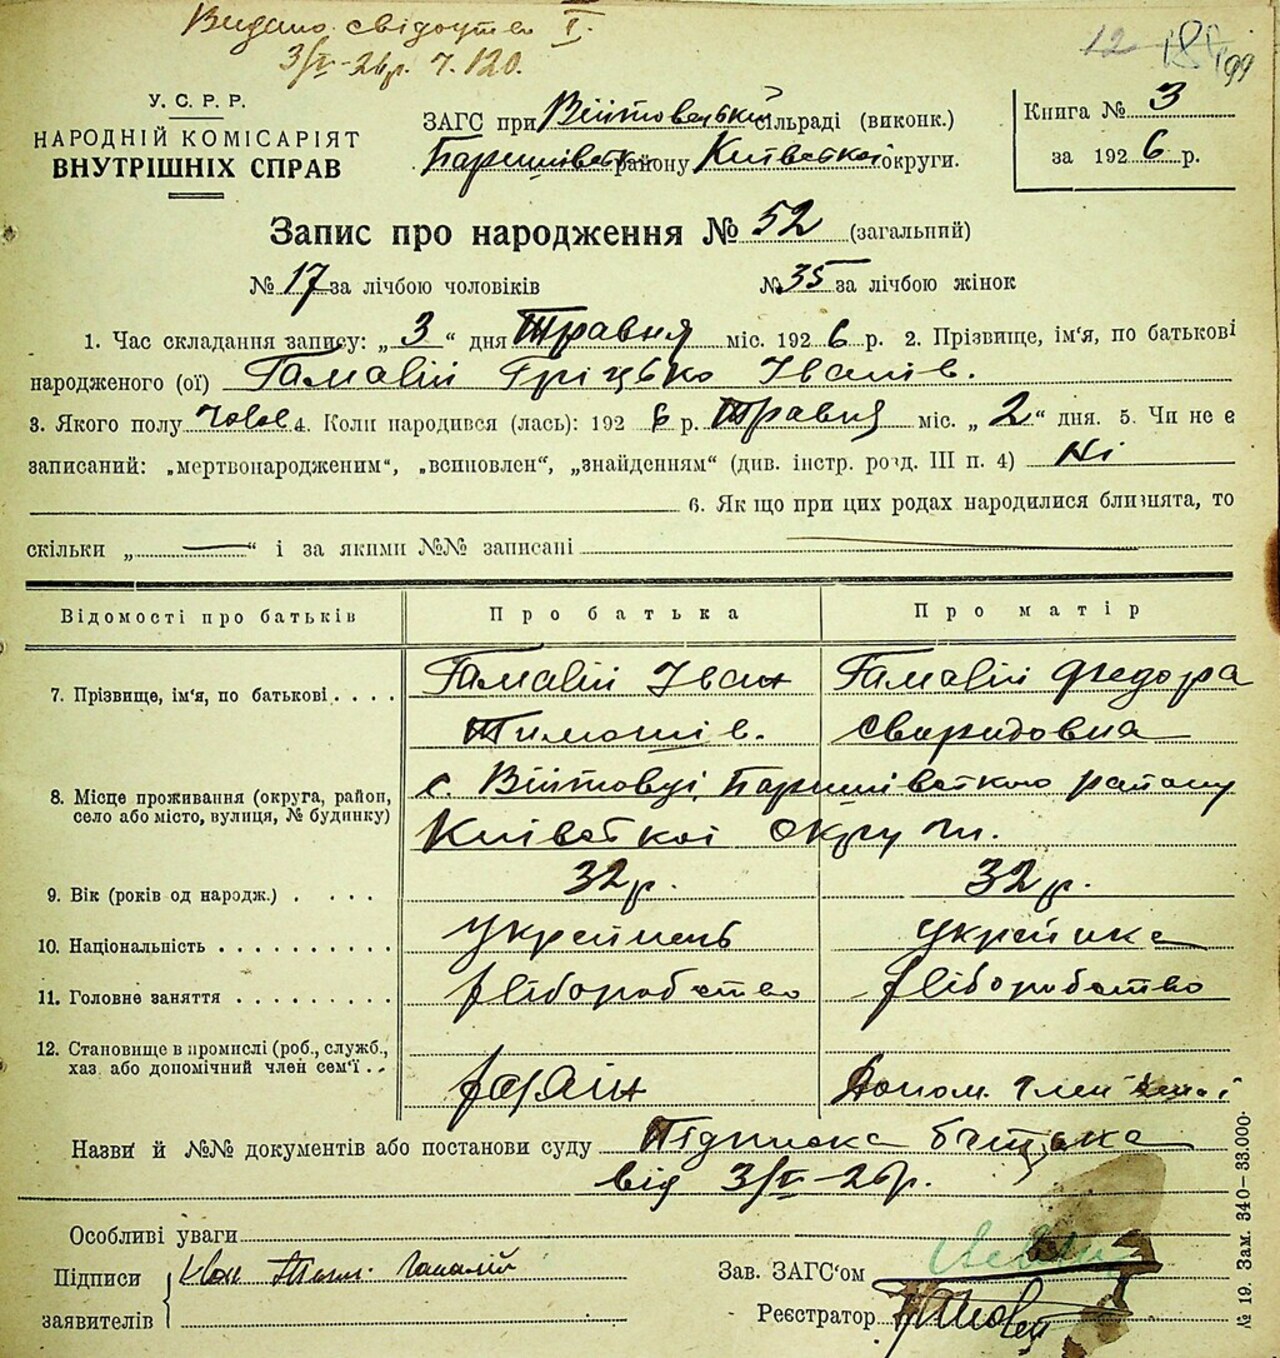 Видано свідоцтво І.
3/V-26р. ч. 120.
12 199
У. С. Р. Р.
НАРОДНІЙ КОМІСАРІЯТ
ВНУТРІШНІХ СПРАВ
ЗАГС при Війтовецькій сільраді (виконк.)
Баришівськ. району Київської округи.
Книга № 3
за 1926 р.
Запис про народження № 52 (загальний)
№ 17 за лічбою чоловіків № 35 за лічбою жінок
1. Час складання запису: „3“ дня Травня міс. 1926 р. 2. Прізвище, ім'я, по батькові
народженого (ої) Гамалій Гріцько Іванів.
3. Якого полу чолов 4. Коли народився (лась): 1926 р. Травня міс. „2“ дня. 5. Чи не є
записаний: „мертвонародженим“, „всиновлен“, „знайденням“ (див. інстр. розд. III п. 4) Ні
6. Як що при цих родах народилися близнята, то
скільки „ — “ і за якими №№ записані
Відомості про батьків Про батька Про матір
7. Прізвище, ім'я, по батькові . . . . Гамалій Іван Гамалій Федора
Тимошів. Свиридовна
8. Місце проживання (округа, район, село або місто, вулиця, № будинку) с. Війтовці, Баришівського району
Київської округи.
9. Вік (років од народж.) . . . . 32р. 32р.
10. Національність . . . . . . . . . . українець українка
11. Головне заняття . . . . . . . . . хліборобство хліборобство
12. Становище в промислі (роб., служб.,
хаз. або допомічний член сем'ї . . хазяїн Допом. член семьї
Назви й №№ документів або постанови суду Підписка батька
від 3/V-26р.
Особливі уваги
Підписи заявителів Іван Тим. Гамалій
Зав. ЗАГС'ом
Реєстратор
№ 19. Зам. 340—33.000.